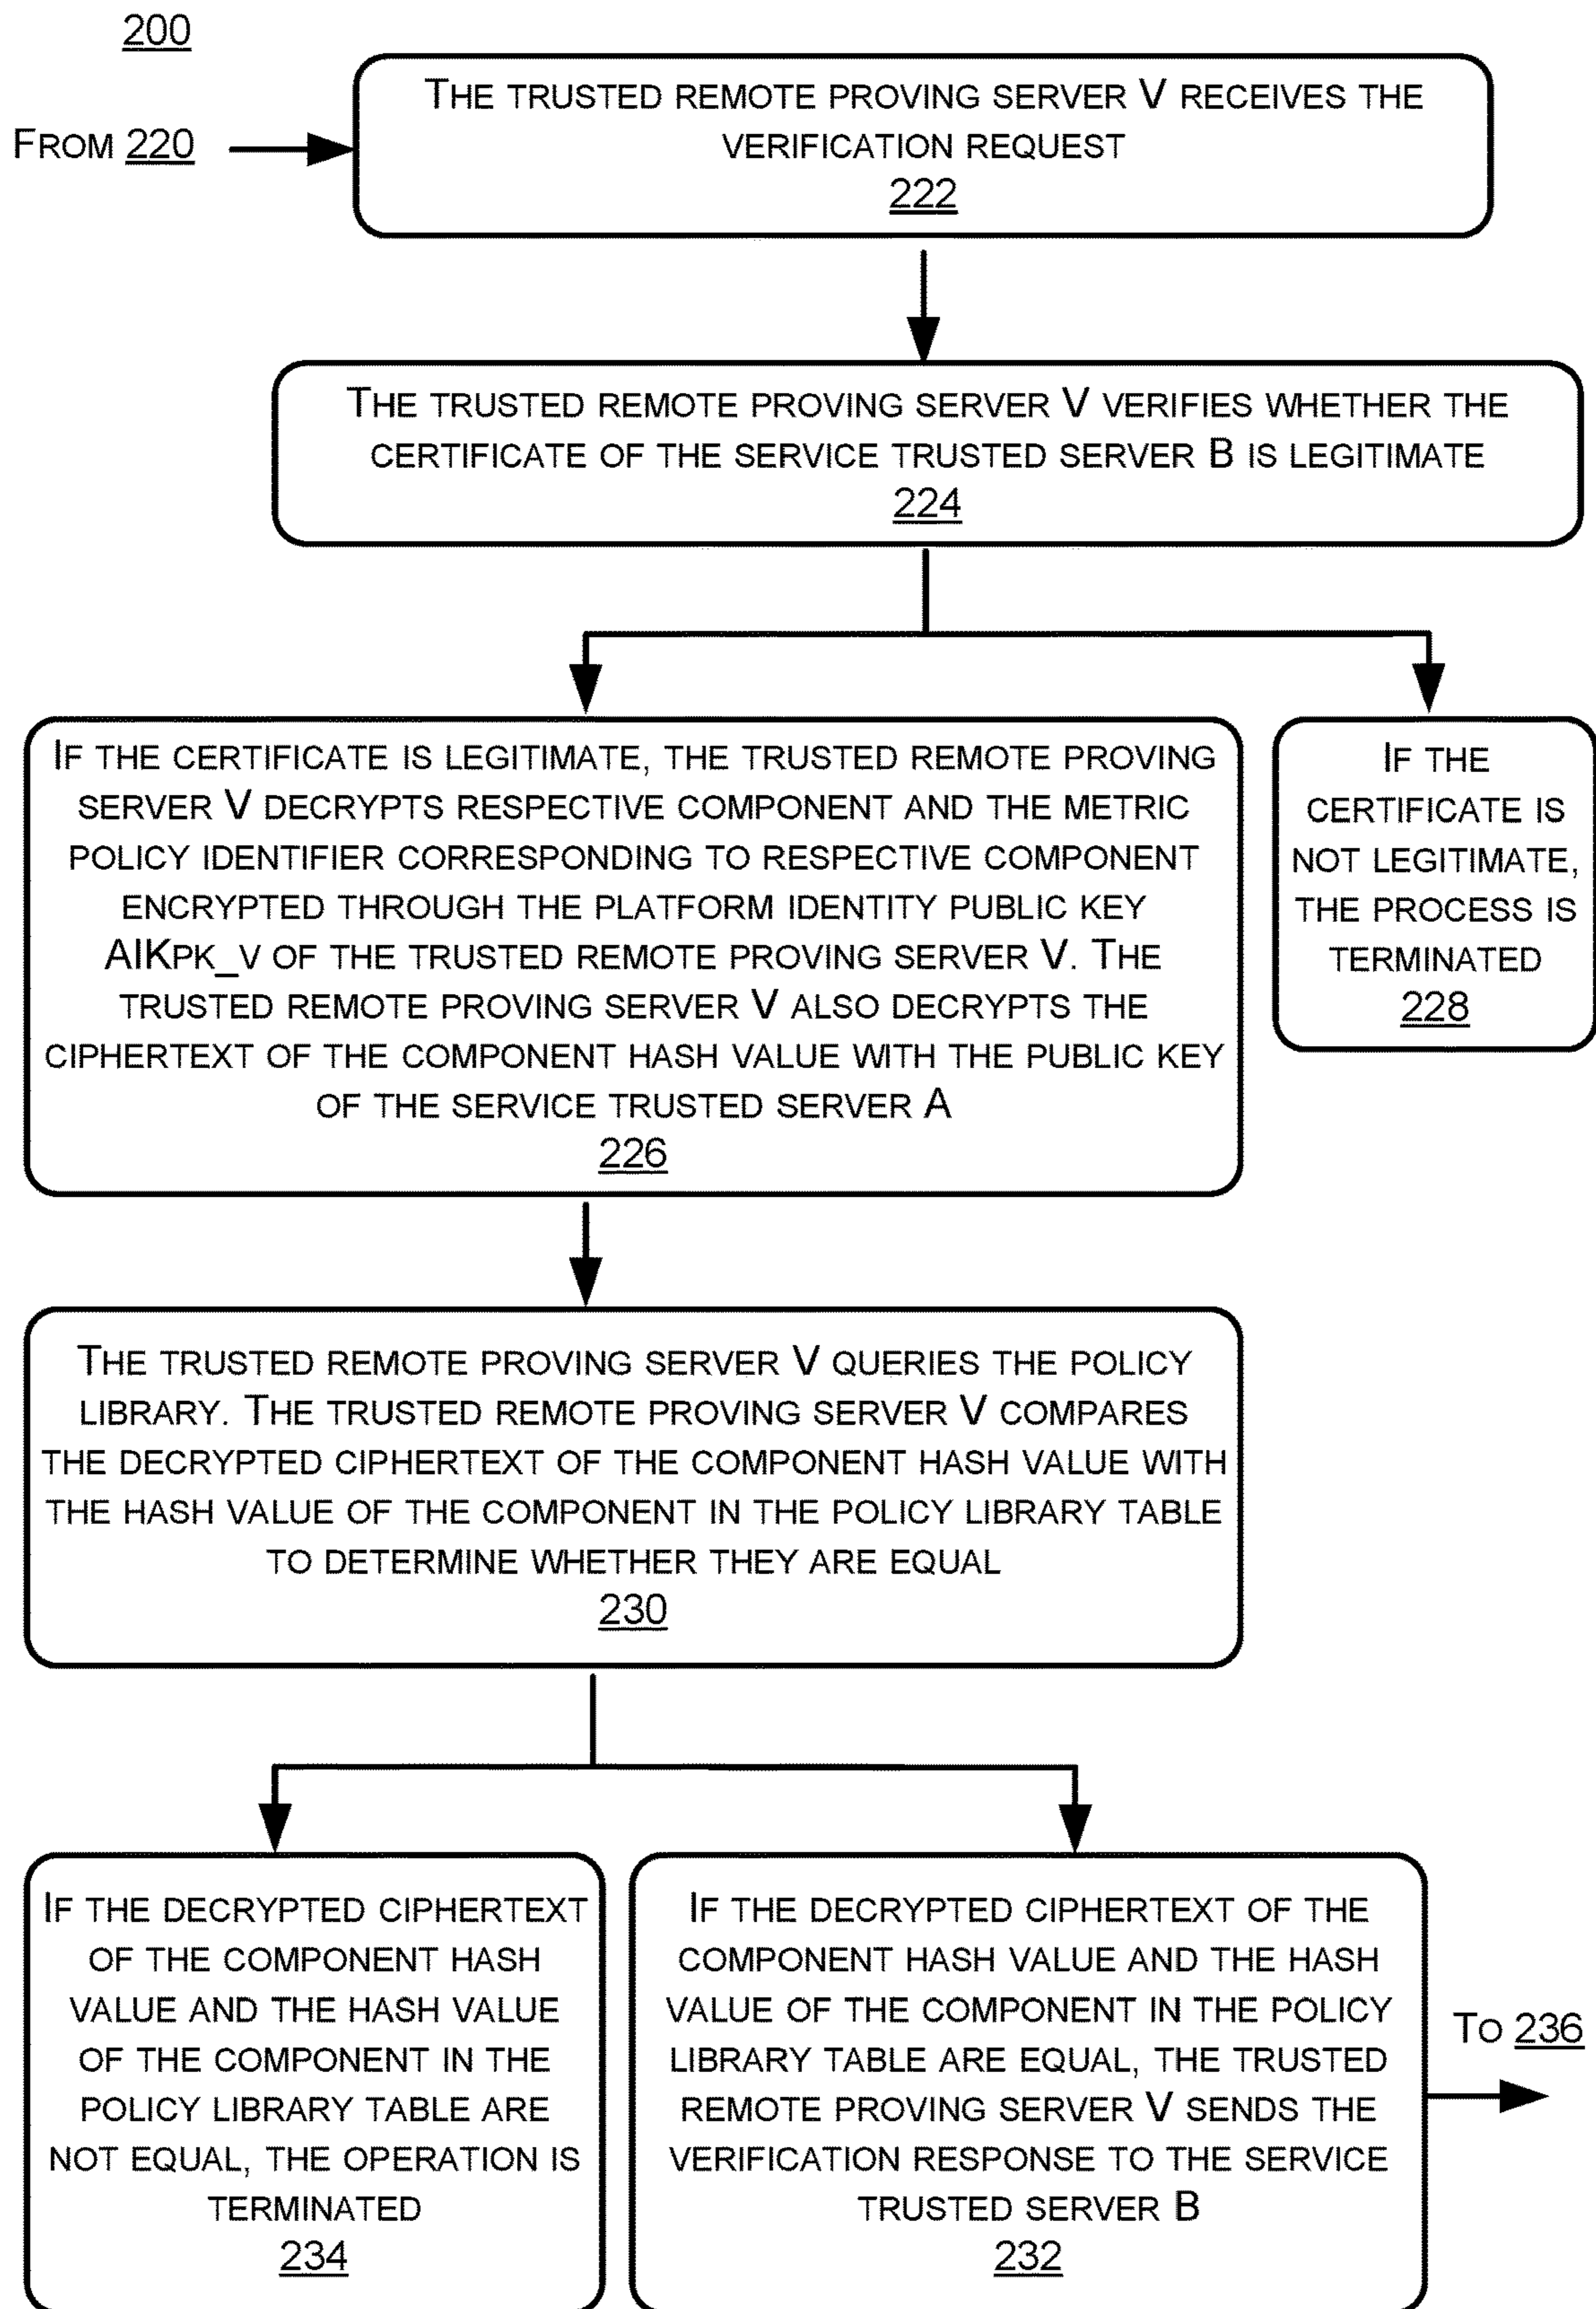 200
FROM 220
THE TRUSTED REMOTE PROVING SERVER V RECEIVES THE
VERIFICATION REQUEST
222
THE TRUSTED REMOTE PROVING SERVER V VERIFIES WHETHER THE
CERTIFICATE OF THE SERVICE TRUSTED SERVER B IS LEGITIMATE
224
IF THE CERTIFICATE IS LEGITIMATE, THE TRUSTED REMOTE PROVING
SERVER V DECRYPTS RESPECTIVE COMPONENT AND THE METRIC
POLICY IDENTIFIER CORRESPONDING TO RESPECTIVE COMPONENT
ENCRYPTED THROUGH THE PLATFORM IDENTITY PUBLIC KEY
AIKPK_V OF THE TRUSTED REMOTE PROVING SERVER V. THE
TRUSTED REMOTE PROVING SERVER V ALSO DECRYPTS THE
CIPHERTEXT OF THE COMPONENT HASH VALUE WITH THE PUBLIC KEY
OF THE SERVICE TRUSTED SERVER A
226
IF THE
CERTIFICATE IS
NOT LEGITIMATE,
THE PROCESS IS
TERMINATED
228
THE TRUSTED REMOTE PROVING SERVER V QUERIES THE POLICY
LIBRARY. THE TRUSTED REMOTE PROVING SERVER V COMPARES
THE DECRYPTED CIPHERTEXT OF THE COMPONENT HASH VALUE WITH
THE HASH VALUE OF THE COMPONENT IN THE POLICY LIBRARY TABLE
TO DETERMINE WHETHER THEY ARE EQUAL
230
IF THE DECRYPTED CIPHERTEXT
OF THE COMPONENT HASH
VALUE AND THE HASH VALUE
OF THE COMPONENT IN THE
POLICY LIBRARY TABLE ARE
NOT EQUAL, THE OPERATION IS
TERMINATED
234
IF THE DECRYPTED CIPHERTEXT OF THE
COMPONENT HASH VALUE AND THE HASH
VALUE OF THE COMPONENT IN THE POLICY
LIBRARY TABLE ARE EQUAL, THE TRUSTED
REMOTE PROVING SERVER V SENDS THE
VERIFICATION RESPONSE TO THE SERVICE
TRUSTED SERVER B
232
TO 236